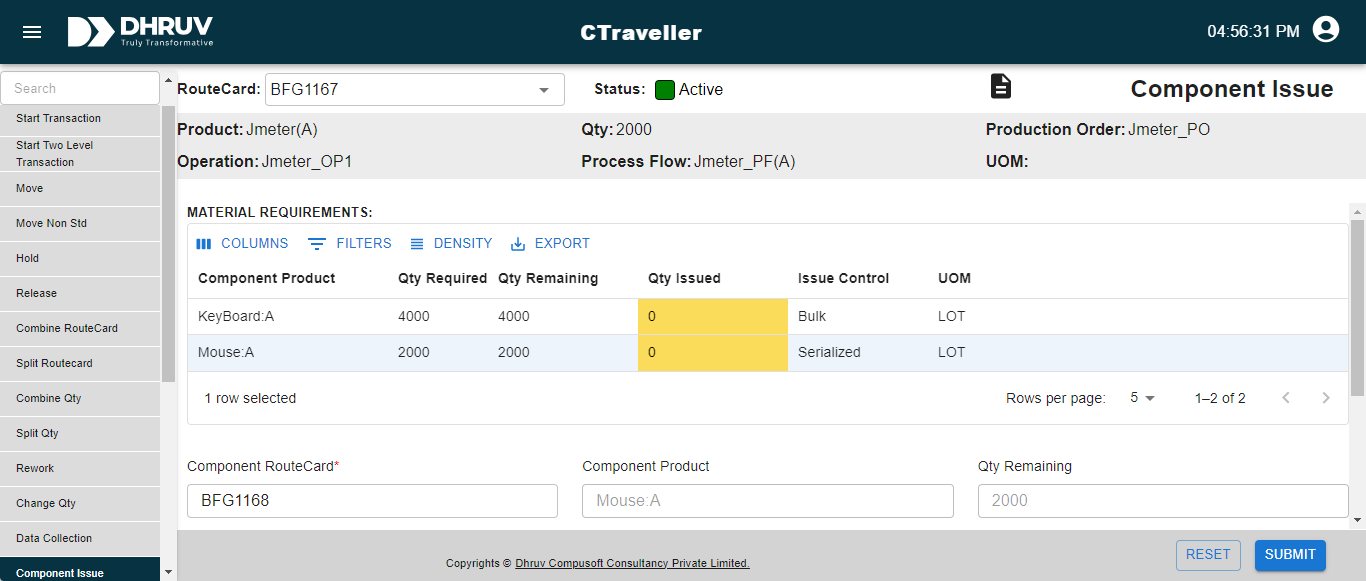 DHRUV
Truly Transformative
CTraveller
04:56:31 PM
Search
Start Transaction
Start Two Level
Transaction
Move
Move Non Std
Hold
Release
Combine RouteCard
Split Routecard
Combine Qty
Split Qty
Rework
Change Qty
Data Collection
Component Issue
RouteCard: BFG1167
Status: Active
Component Issue
Product: Jmeter(A)
Qty: 2000
Production Order: Jmeter_PO
Operation: Jmeter_OP1
Process Flow: Jmeter_PF(A)
UOM:
MATERIAL REQUIREMENTS:
COLUMNS FILTERS DENSITY EXPORT
Component Product Qty Required Qty Remaining Qty Issued Issue Control UOM
KeyBoard:A 4000 4000 0 Bulk LOT
Mouse:A 2000 2000 0 Serialized LOT
1 row selected Rows per page: 5 1–2 of 2
Component RouteCard* Component Product Qty Remaining
BFG1168 Mouse:A 2000
Copyrights © Dhruv Compusoft Consultancy Private Limited.
RESET SUBMIT